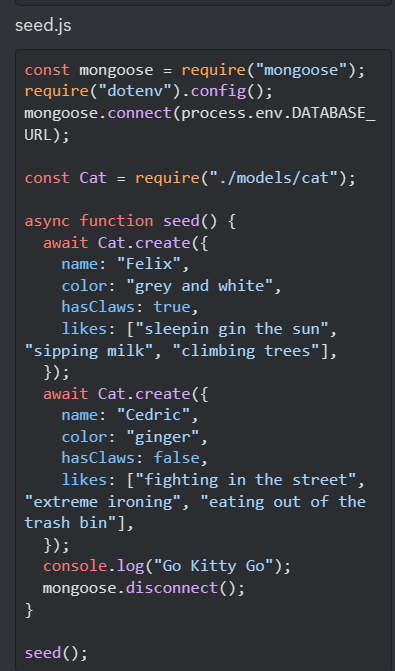 seed.js
const mongoose = require("mongoose");
require("dotenv").config();
mongoose.connect(process.env.DATABASE_
URL);
const Cat = require("./models/cat");
async function seed() {
await Cat.create({
name: "Felix",
color: "grey and white",
hasClaws: true,
likes: ["sleepin gin the sun",
"sipping milk", "climbing trees"],
});
await Cat.create({
name: "Cedric",
color: "ginger",
hasClaws: false,
likes: ["fighting in the street",
"extreme ironing", "eating out of the
trash bin"],
});
console.log("Go Kitty Go");
mongoose.disconnect();
}
seed();